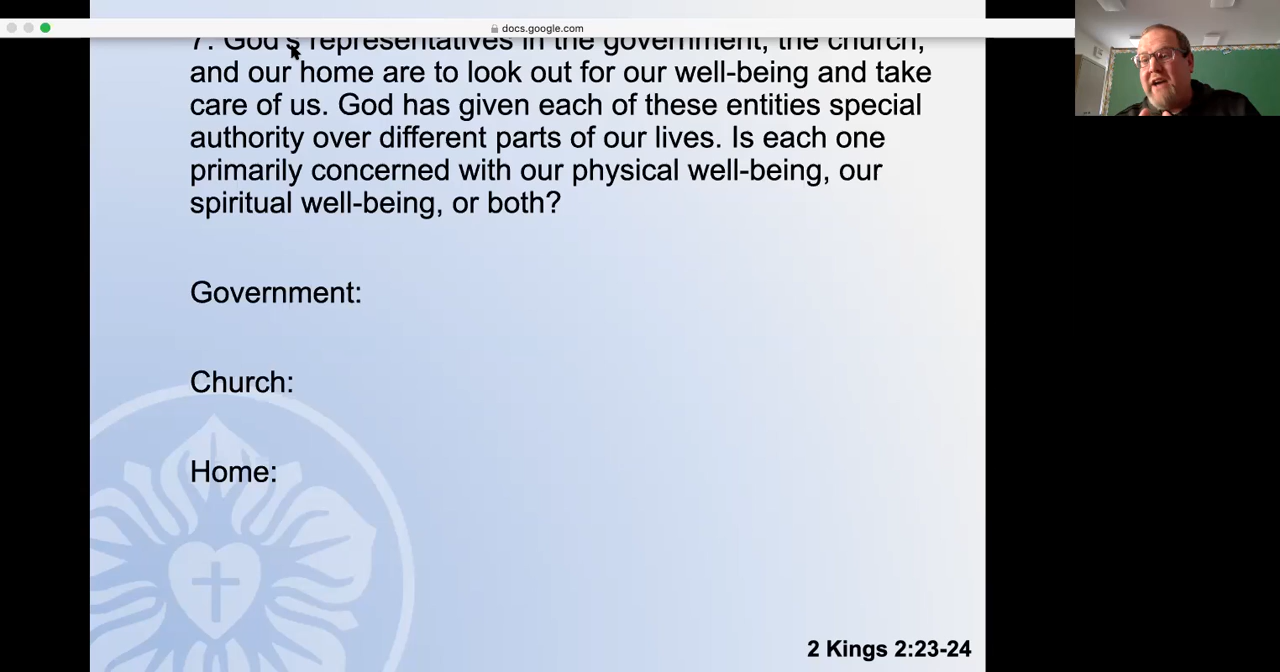 docs.google.com
7. God's representatives in the government, the church,
and our home are to look out for our well-being and take
care of us. God has given each of these entities special
authority over different parts of our lives. Is each one
primarily concerned with our physical well-being, our
spiritual well-being, or both?
Government:
Church:
Home:
2 Kings 2:23-24